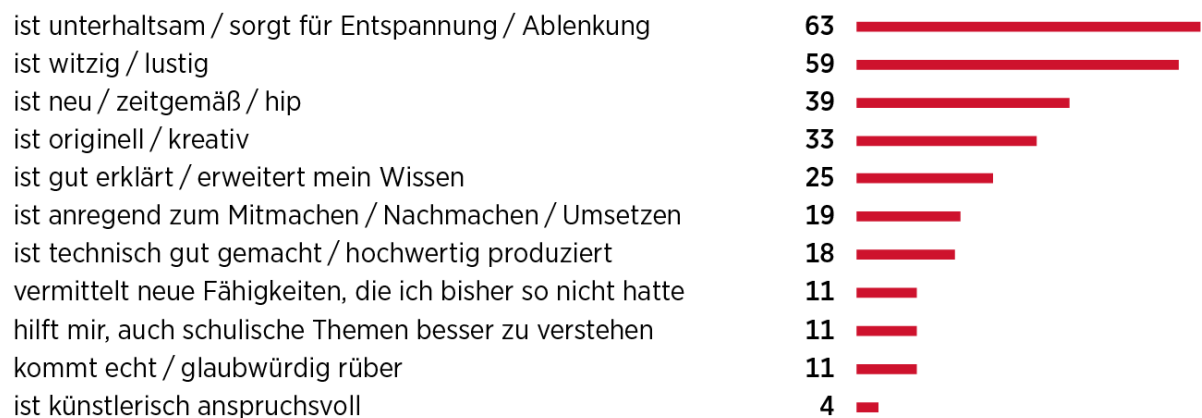 ist unterhaltsam / sorgt für Entspannung / Ablenkung 63
ist witzig / lustig 59
ist neu / zeitgemäß / hip 39
ist originell / kreativ 33
ist gut erklärt / erweitert mein Wissen 25
ist anregend zum Mitmachen / Nachmachen / Umsetzen 19
ist technisch gut gemacht / hochwertig produziert 18
vermittelt neue Fähigkeiten, die ich bisher so nicht hatte 11
hilft mir, auch schulische Themen besser zu verstehen 11
kommt echt / glaubwürdig rüber 11
ist künstlerisch anspruchsvoll 4